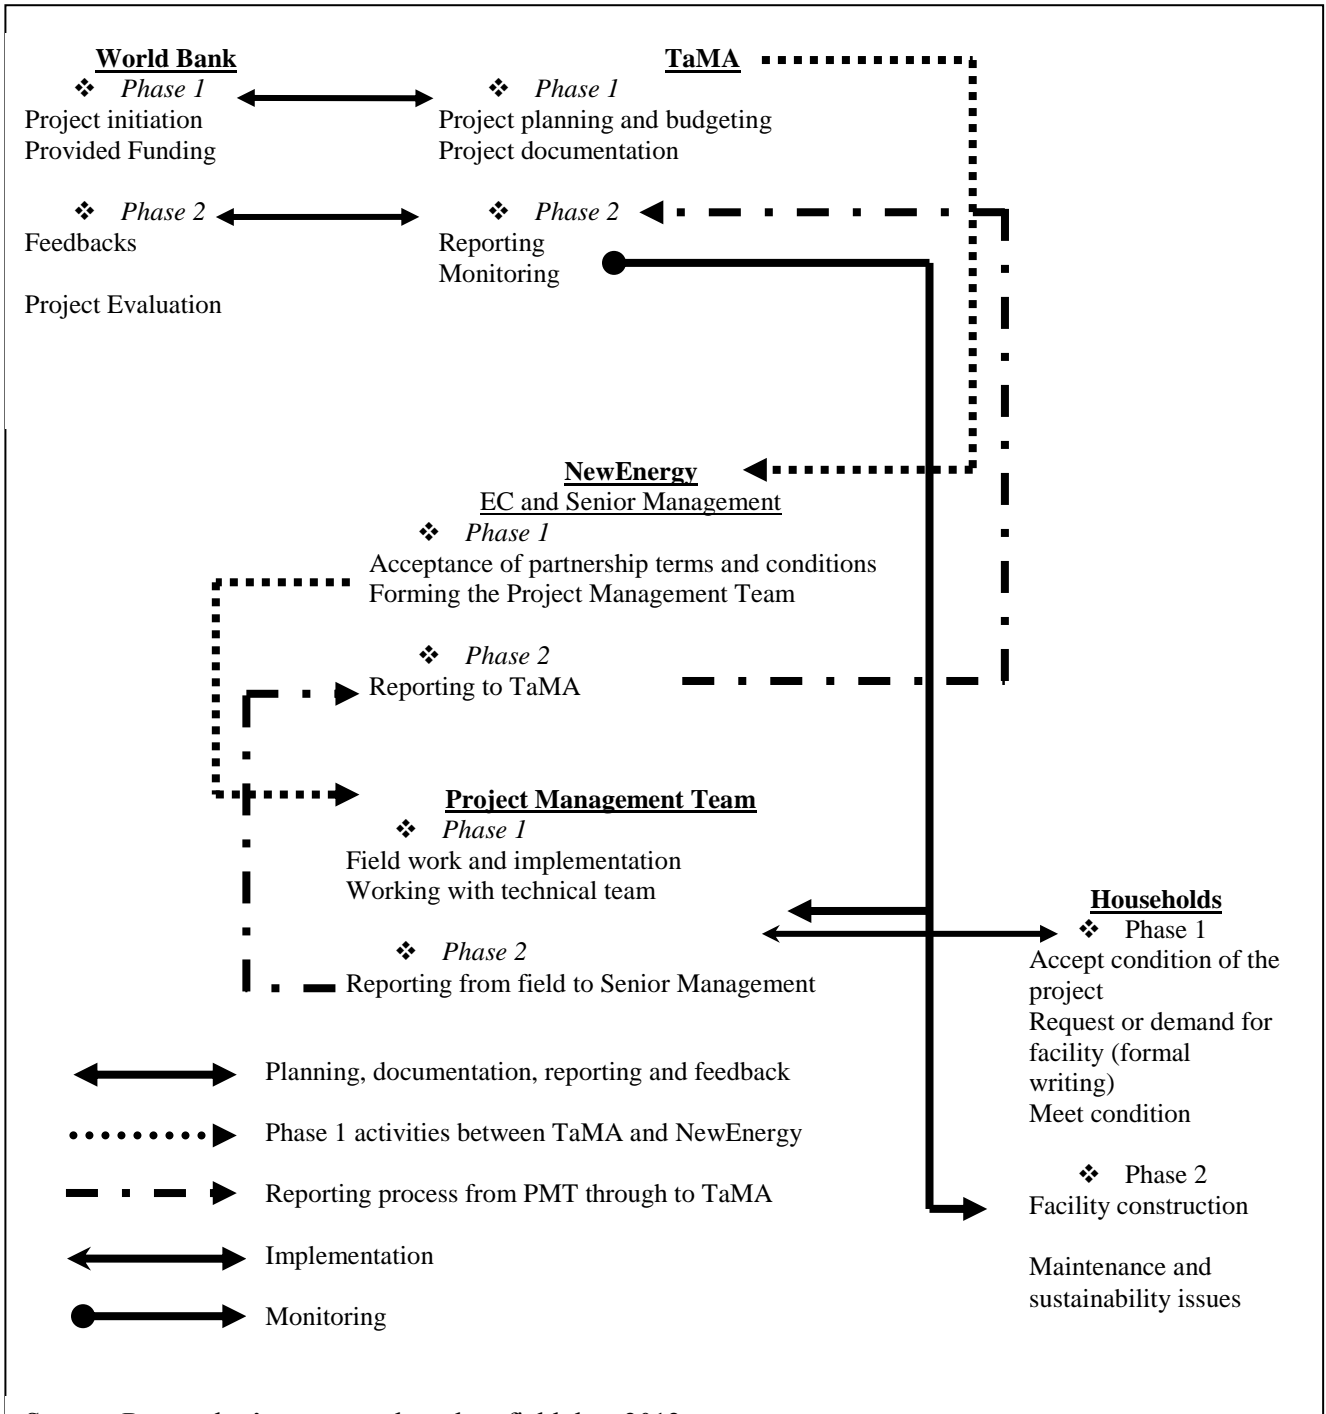 World Bank
❖ Phase 1
Project initiation
Provided Funding
❖ Phase 2
Feedbacks
Project Evaluation
TaMA
❖ Phase 1
Project planning and budgeting
Project documentation
❖ Phase 2
Reporting
Monitoring
NewEnergy
EC and Senior Management
❖ Phase 1
Acceptance of partnership terms and conditions
Forming the Project Management Team
❖ Phase 2
Reporting to TaMA
Project Management Team
❖ Phase 1
Field work and implementation
Working with technical team
❖ Phase 2
Reporting from field to Senior Management
Households
❖ Phase 1
Accept condition of the
project
Request or demand for
facility (formal
writing)
Meet condition
❖ Phase 2
Facility construction
Maintenance and
sustainability issues
Planning, documentation, reporting and feedback
Phase 1 activities between TaMA and NewEnergy
Reporting process from PMT through to TaMA
Implementation
Monitoring